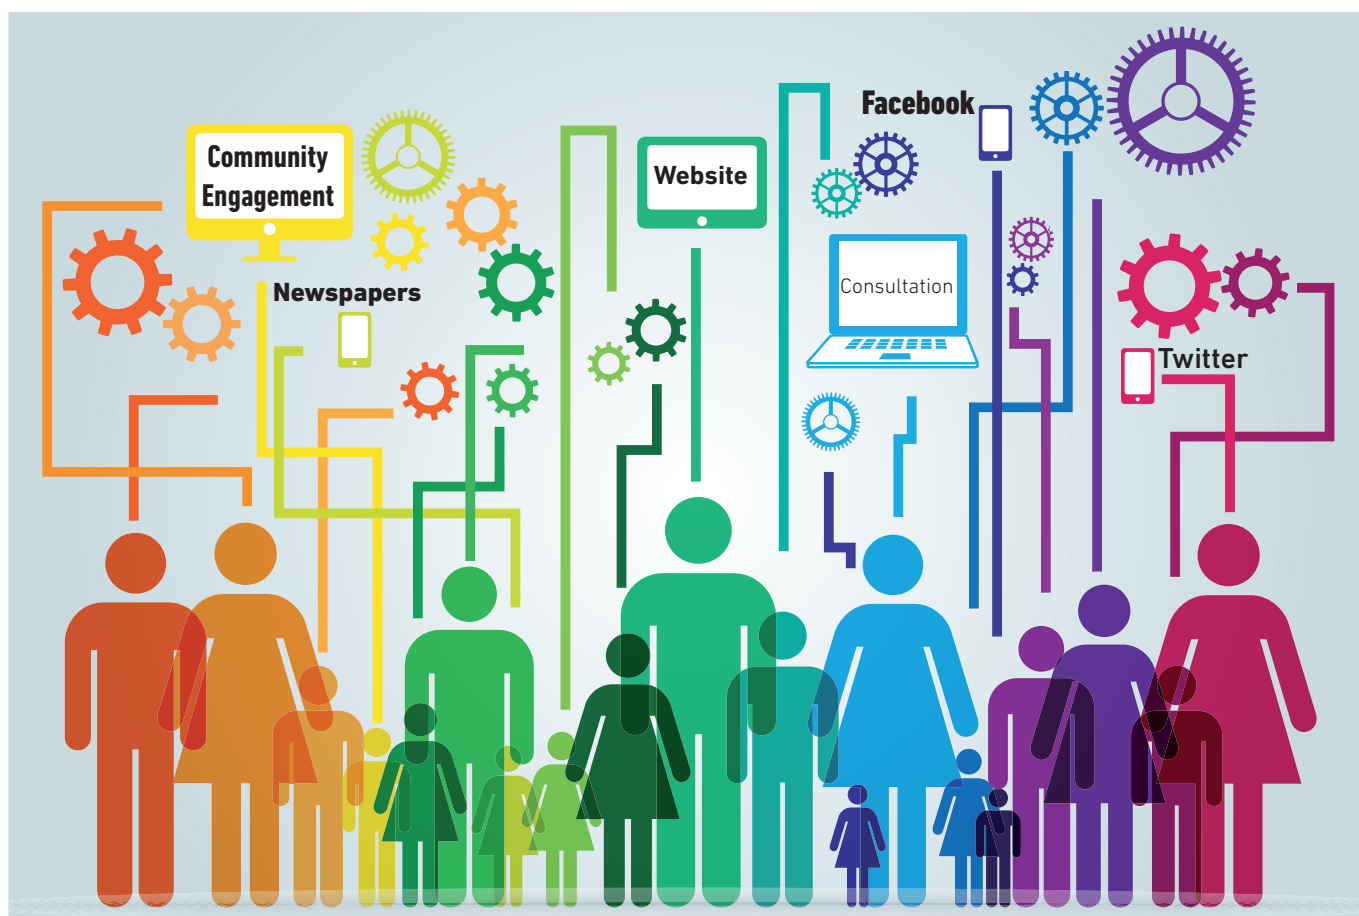 Community
Engagement
Newspapers
Website
Facebook
Consultation
Twitter